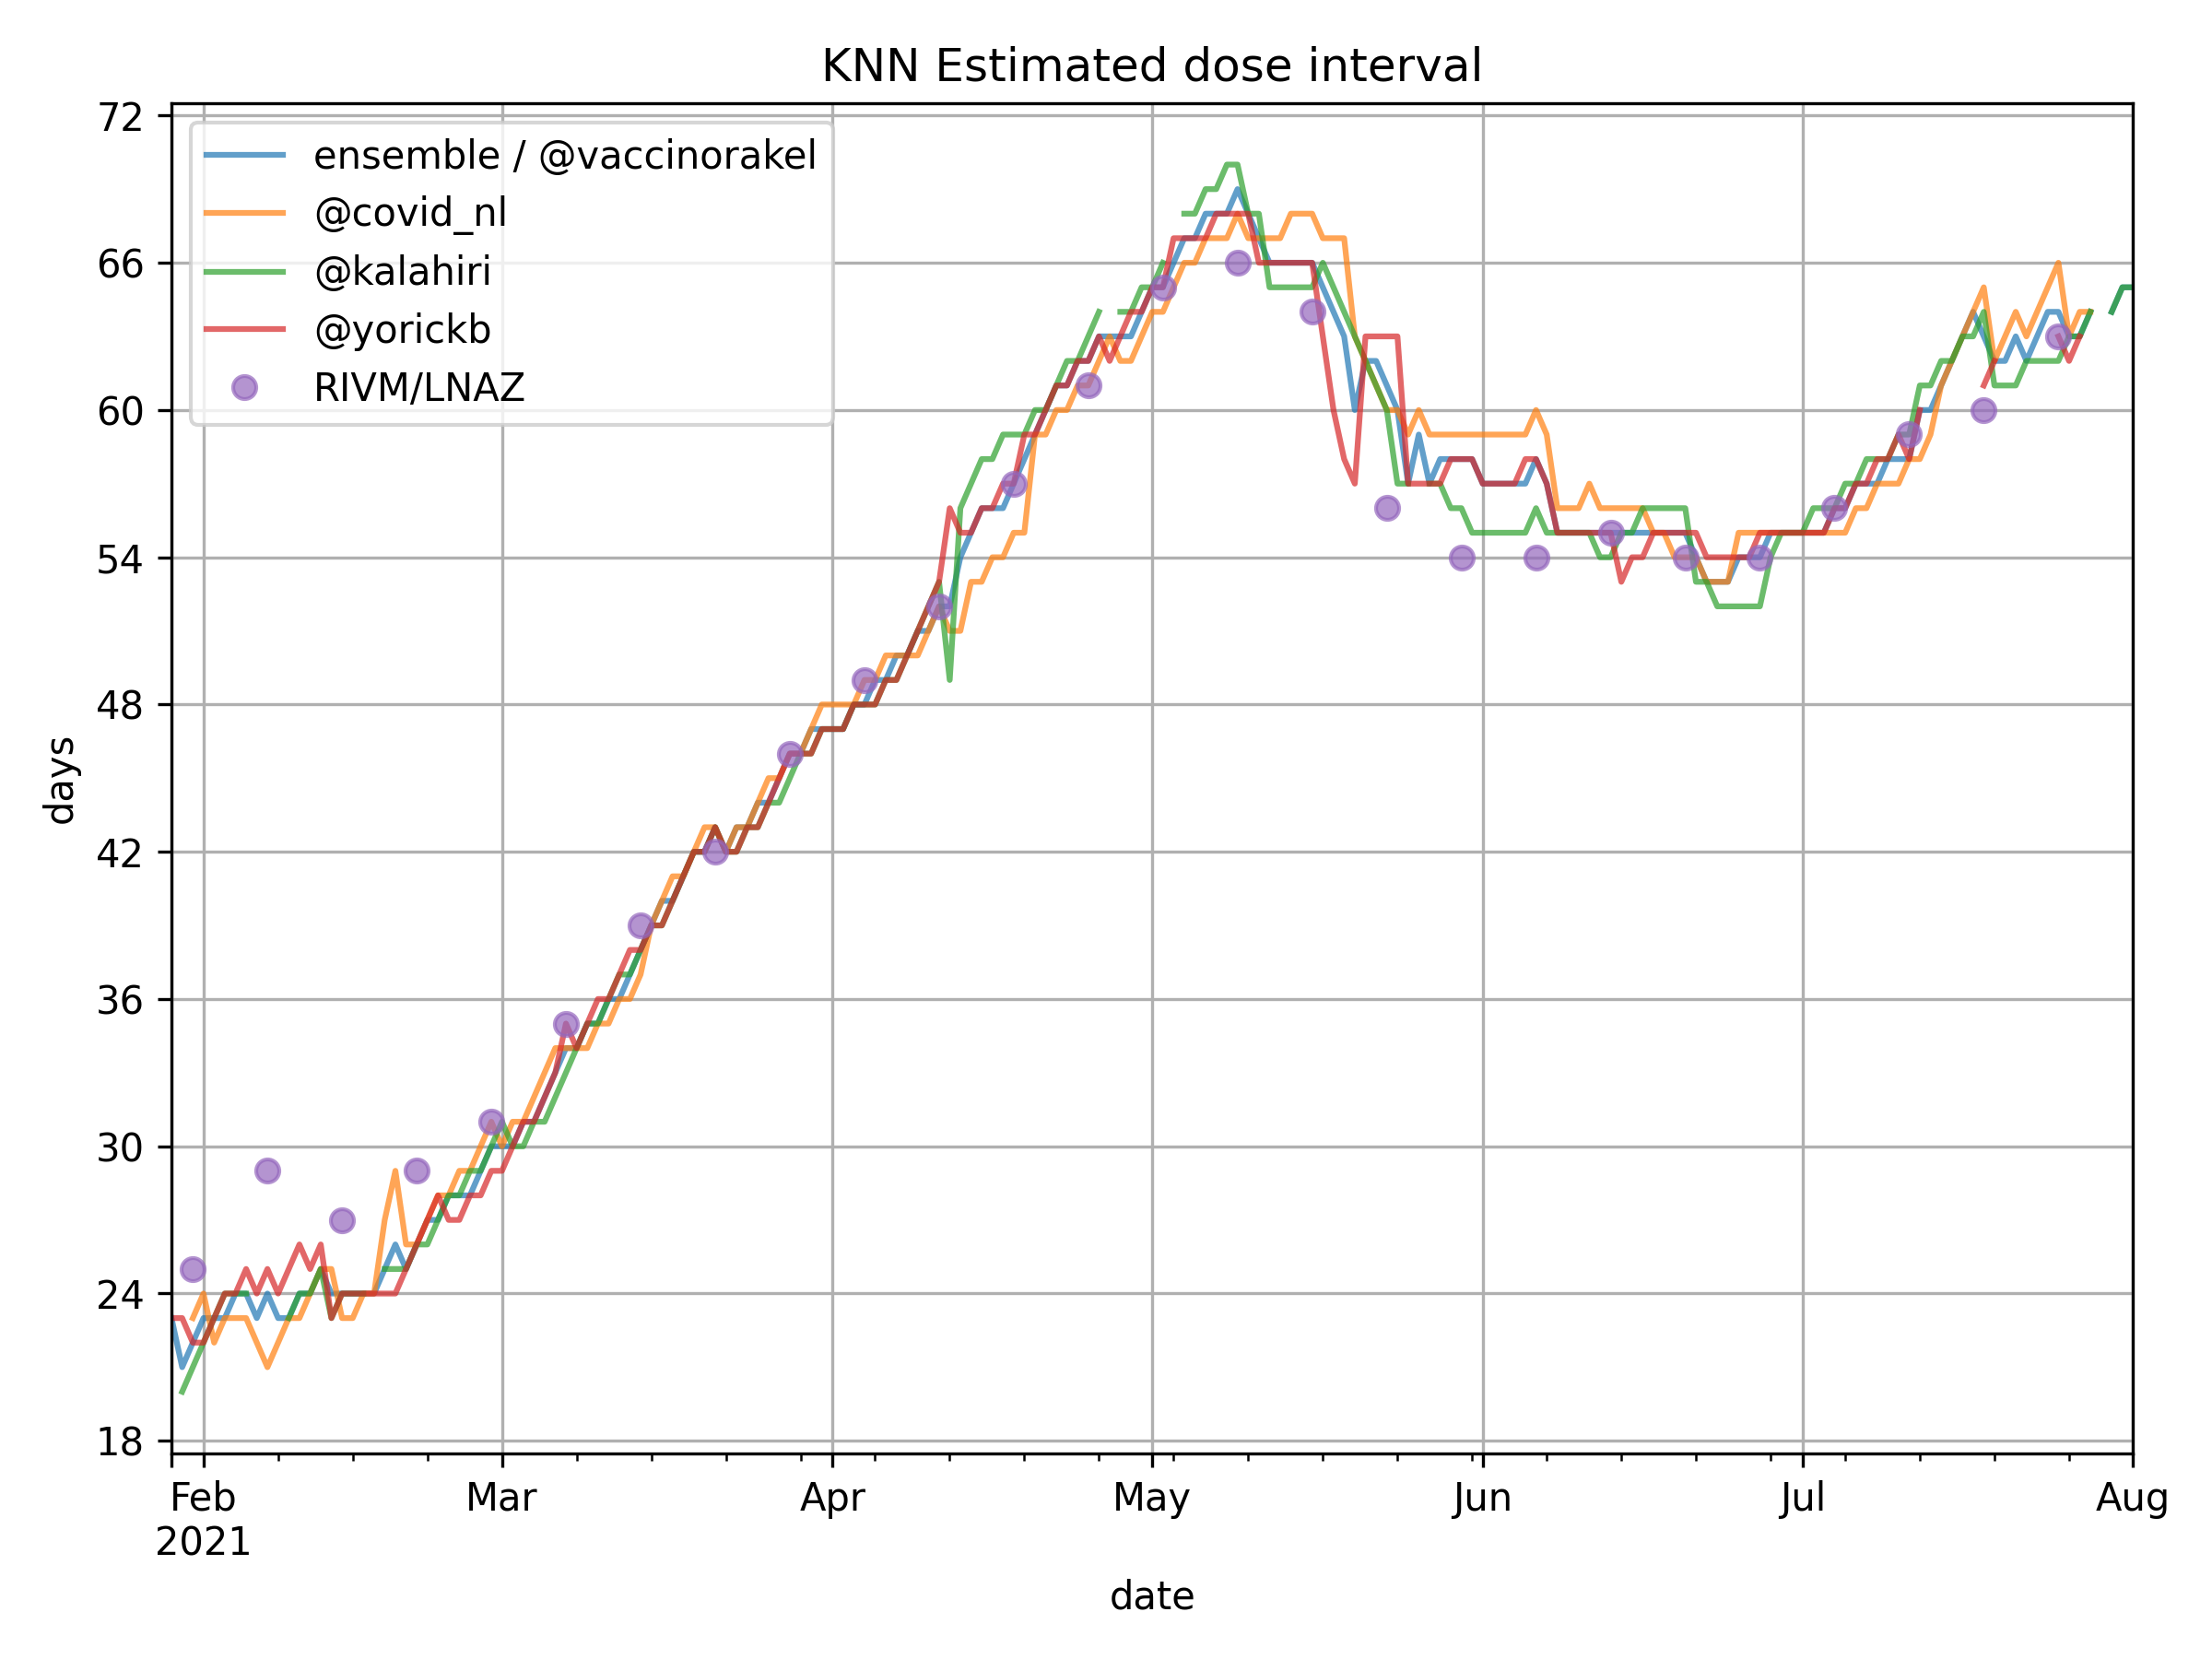 KNN Estimated dose interval
72
66
60
54
48
42
36
30
24
18
days
ensemble / @vaccinorakel
@covid_nl
@kalahiri
@yorickb
RIVM/LNAZ
Feb Mar Apr May Jun Jul Aug
2021
date